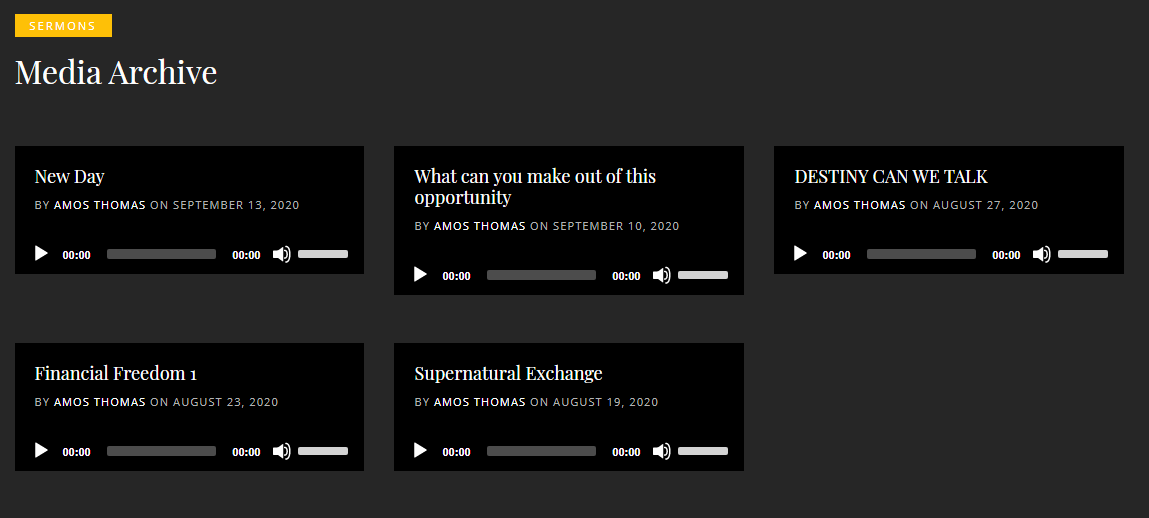 SERMONS
Media Archive
New Day
BY AMOS THOMAS ON SEPTEMBER 13, 2020
00:00 00:00
What can you make out of this
opportunity
BY AMOS THOMAS ON SEPTEMBER 10, 2020
00:00 00:00
DESTINY CAN WE TALK
BY AMOS THOMAS ON AUGUST 27, 2020
00:00 00:00
Financial Freedom 1
BY AMOS THOMAS ON AUGUST 23, 2020
00:00 00:00
Supernatural Exchange
BY AMOS THOMAS ON AUGUST 19, 2020
00:00 00:00